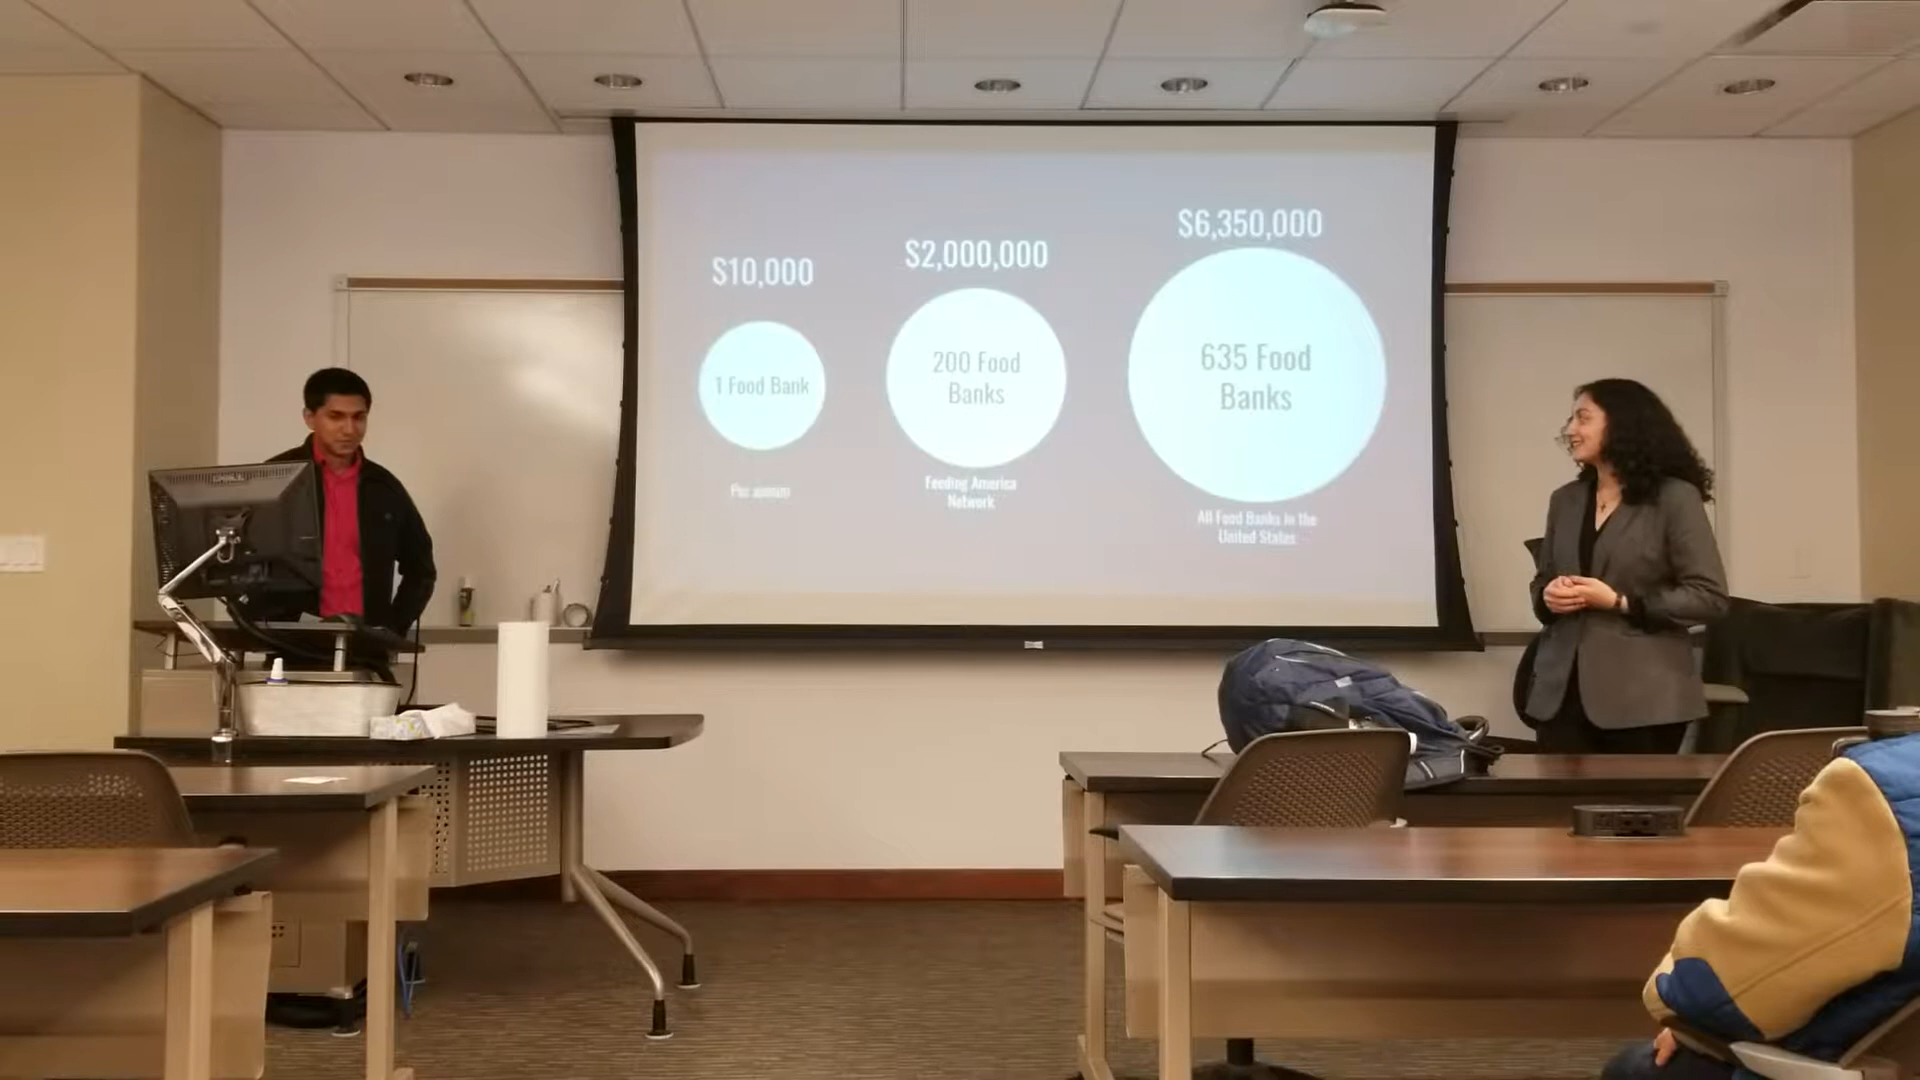 $10,000
1 Food Bank
Per annum
$2,000,000
200 Food
Banks
Feeding America
Network
$6,350,000
635 Food
Banks
All Food Banks in the
United States